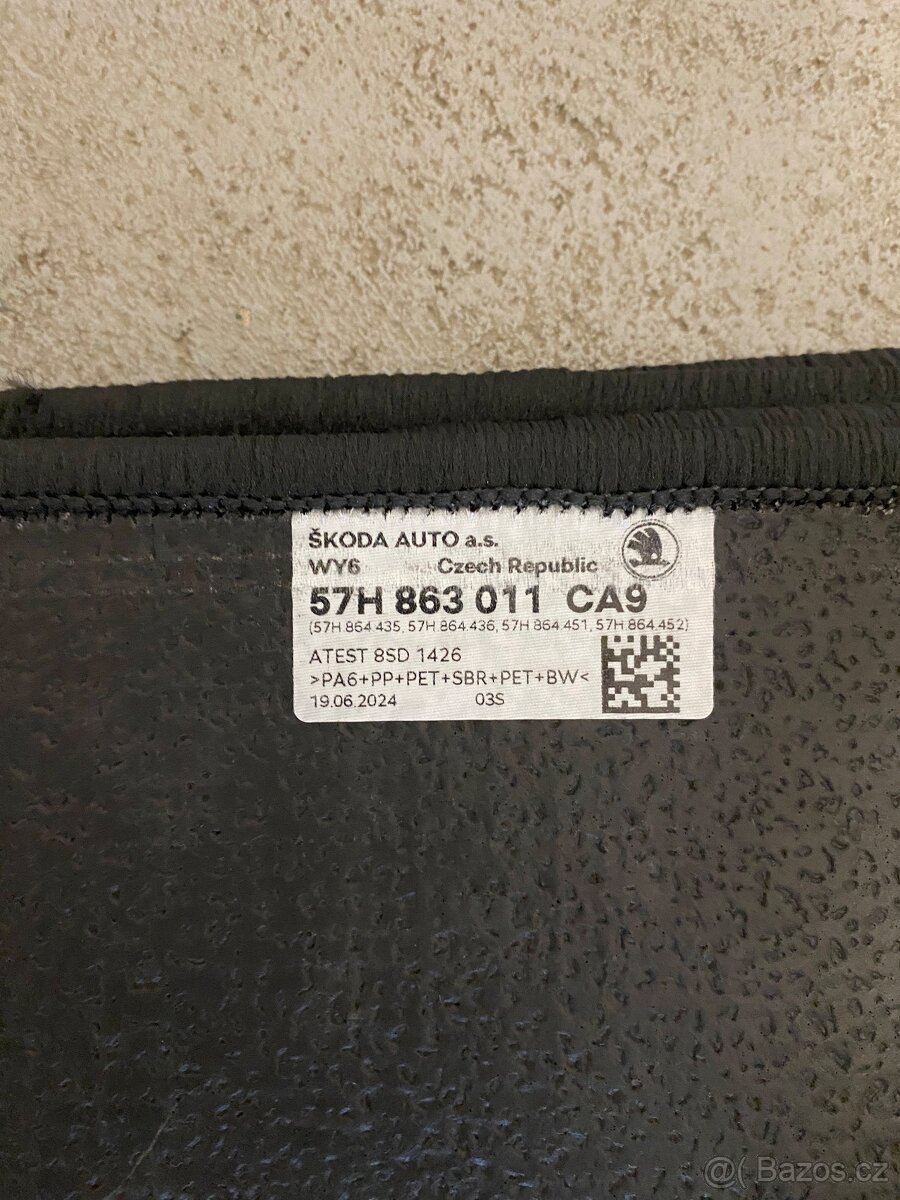 ŠKODA AUTO a.s.
WY6 Czech Republic
57H 863 011 CA9
(57H 864 435, 57H 864 436, 57H 864 451, 57H 864 452)
ATEST 8SD 1426
>PA6+PP+PET+SBR+PET+BW<
19.06.2024 03S
@( Bazos.cz